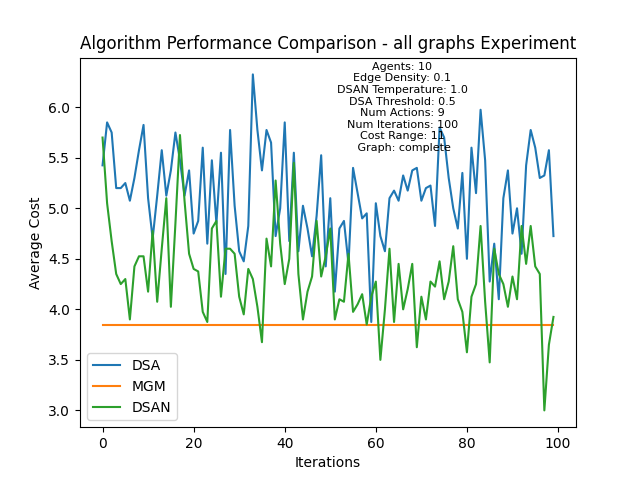 Algorithm Performance Comparison - all graphs Experiment
Agents: 10
Edge Density: 0.1
DSAN Temperature: 1.0
DSA Threshold: 0.5
Num Actions: 9
Num Iterations: 100
Cost Range:
Graph: complete
6.0
5.5
5.0
4.5
4.0
3.5
3.0
Average Cost
DSA
MGM
DSAN
0 20 40 60 80 100
Iterations